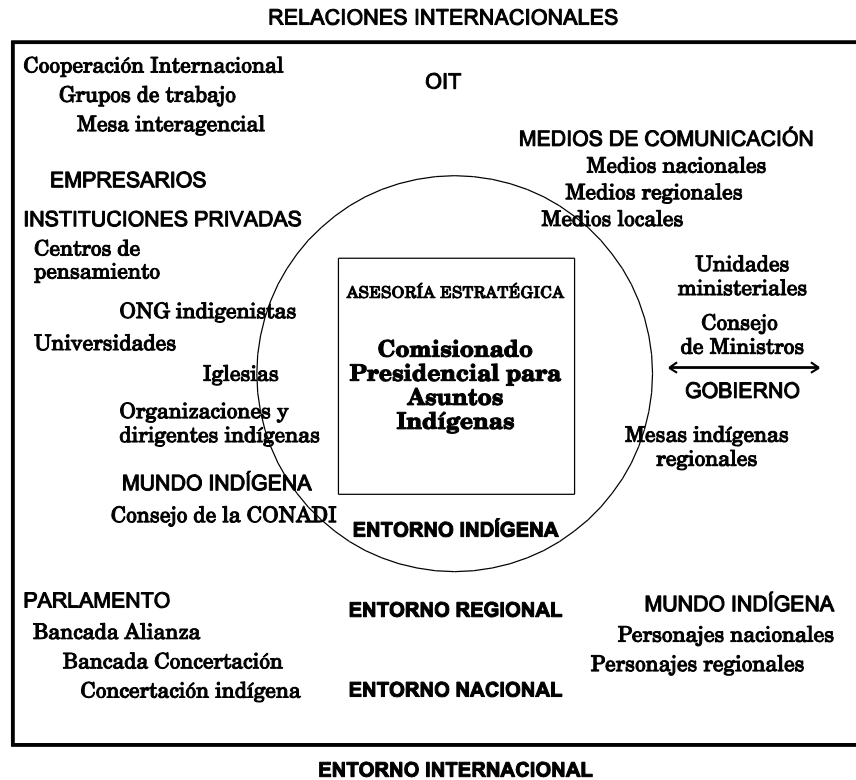 RELACIONES INTERNACIONALES
Cooperación Internacional
Grupos de trabajo
Mesa interagencial
OIT
MEDIOS DE COMUNICACIÓN
Medios nacionales
Medios regionales
Medios locales
EMPRESARIOS
INSTITUCIONES PRIVADAS
Centros de
pensamiento
ONG indigenistas
Universidades
Iglesias
Organizaciones y
dirigentes indígenas
MUNDO INDÍGENA
Consejo de la CONADI
ASESORÍA ESTRATÉGICA
Comisionado
Presidencial para
Asuntos
Indígenas
ENTORNO INDÍGENA
Unidades
ministeriales
Consejo
de Ministros
GOBIERNO
Mesas indígenas
regionales
PARLAMENTO
Bancada Alianza
Bancada Concertación
Concertación indígena
ENTORNO REGIONAL
ENTORNO NACIONAL
MUNDO INDÍGENA
Personajes nacionales
Personajes regionales
ENTORNO INTERNACIONAL